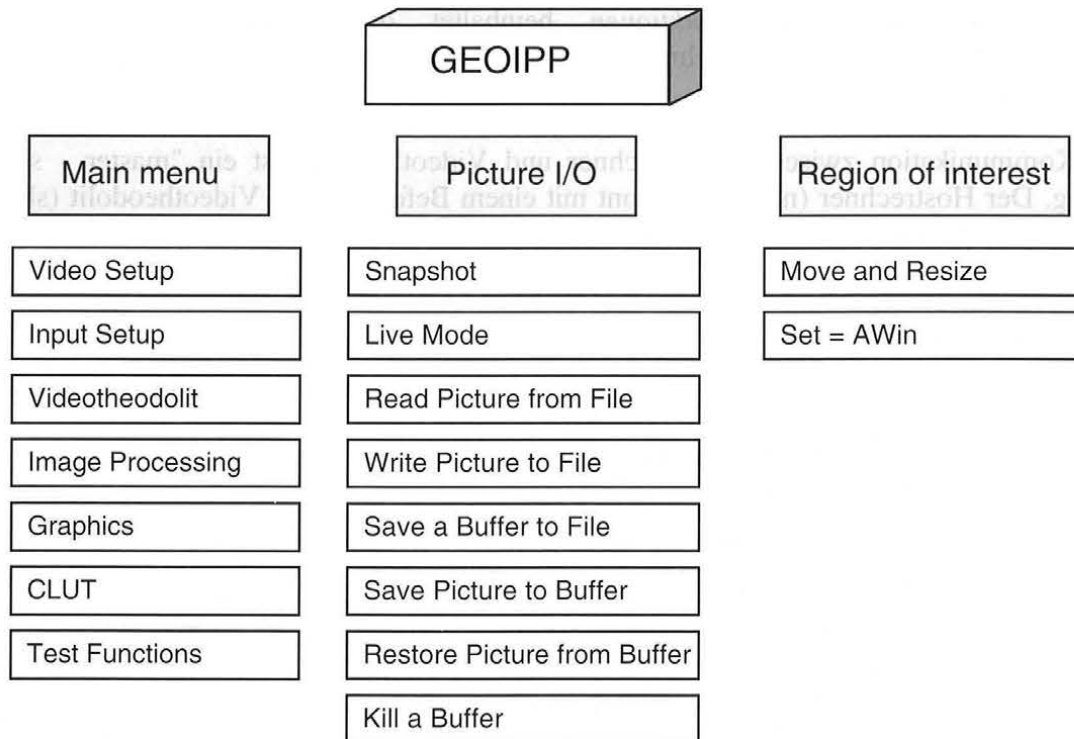 GEOIPP
Main menu
Picture I/O
Region of interest
Video Setup
Input Setup
Videotheodolit
Image Processing
Graphics
CLUT
Test Functions
Snapshot
Live Mode
Read Picture from File
Write Picture to File
Save a Buffer to File
Save Picture to Buffer
Restore Picture from Buffer
Kill a Buffer
Move and Resize
Set = AWin